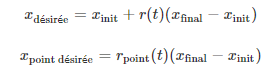 x_désirée = x_init + r(t)(x_final − x_init)
x_point désirée = r_point(t)(x_final − x_init)